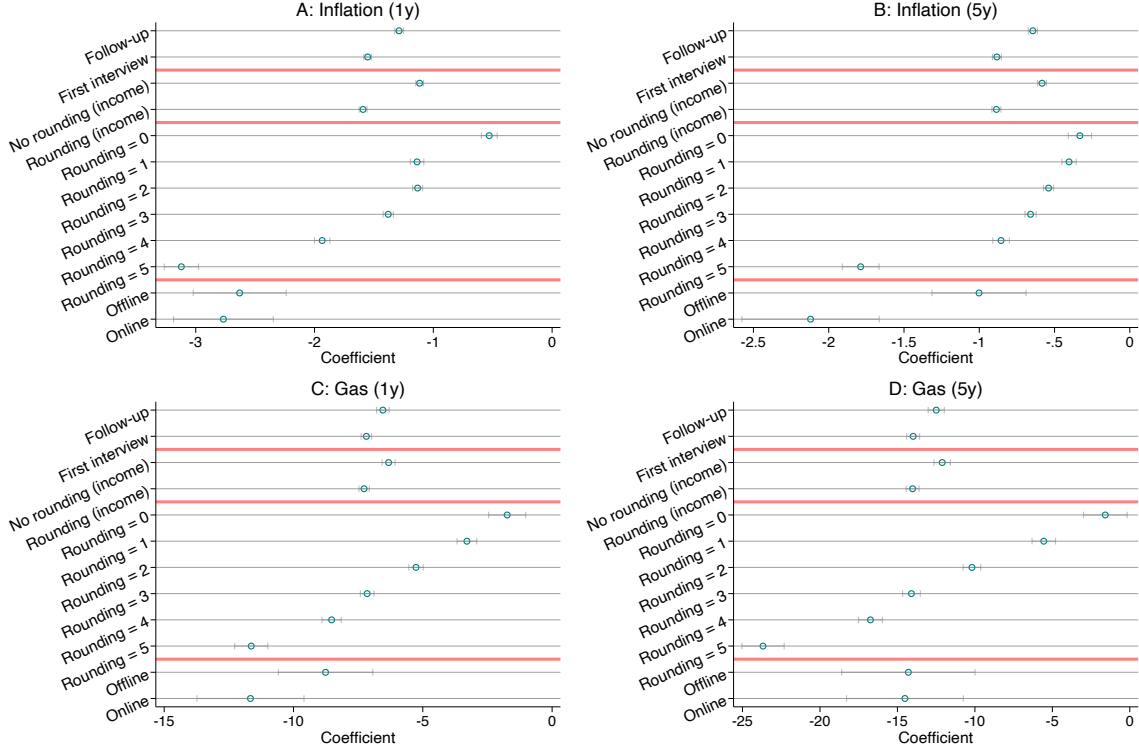 A: Inflation (1y)
Follow-up
First interview
No rounding (income)
Rounding (income)
Rounding = 0
Rounding = 1
Rounding = 2
Rounding = 3
Rounding = 4
Rounding = 5
Offline
Online
-3 -2 -1 0
Coefficient
B: Inflation (5y)
Follow-up
First interview
No rounding (income)
Rounding (income)
Rounding = 0
Rounding = 1
Rounding = 2
Rounding = 3
Rounding = 4
Rounding = 5
Offline
Online
-2.5 -2 -1.5 -1 -.5 0
Coefficient
C: Gas (1y)
Follow-up
First interview
No rounding (income)
Rounding (income)
Rounding = 0
Rounding = 1
Rounding = 2
Rounding = 3
Rounding = 4
Rounding = 5
Offline
Online
-15 -10 -5 0
Coefficient
D: Gas (5y)
Follow-up
First interview
No rounding (income)
Rounding (income)
Rounding = 0
Rounding = 1
Rounding = 2
Rounding = 3
Rounding = 4
Rounding = 5
Offline
Online
-25 -20 -15 -10 -5 0
Coefficient